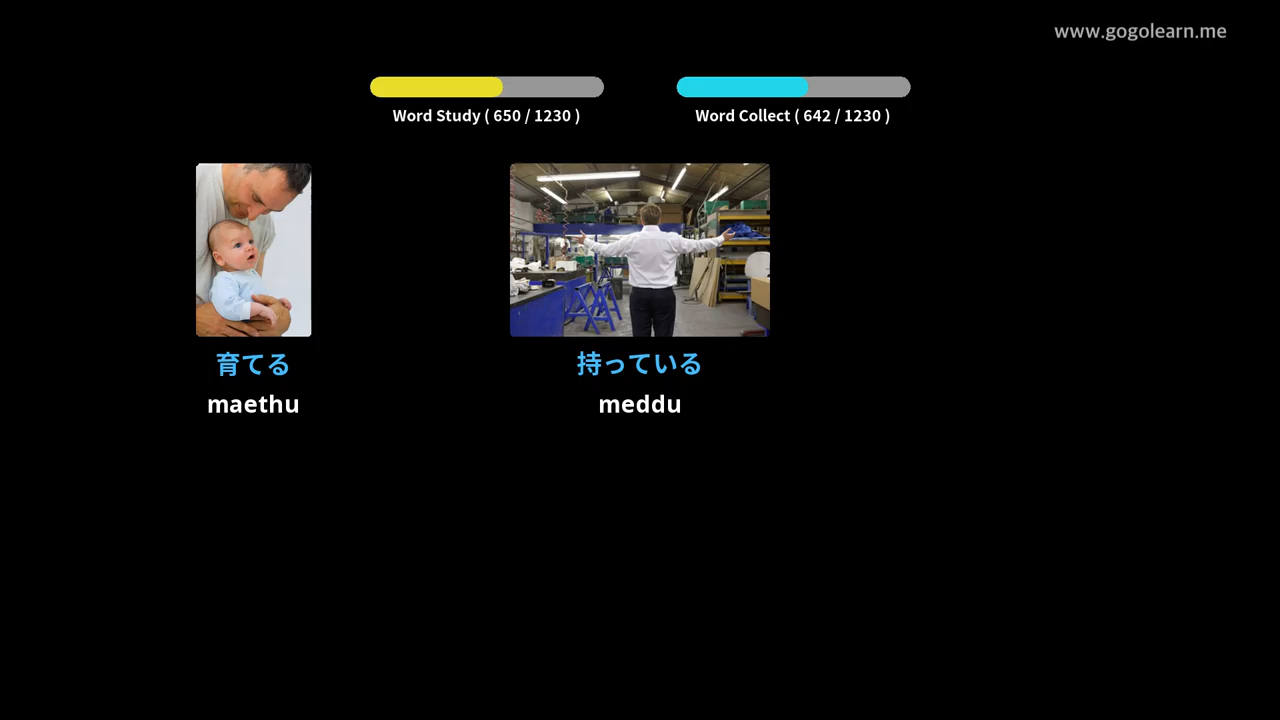 www.gogolearn.me
Word Study ( 650 / 1230 )
Word Collect ( 642 / 1230 )
育てる
maethu
持っている
meddu